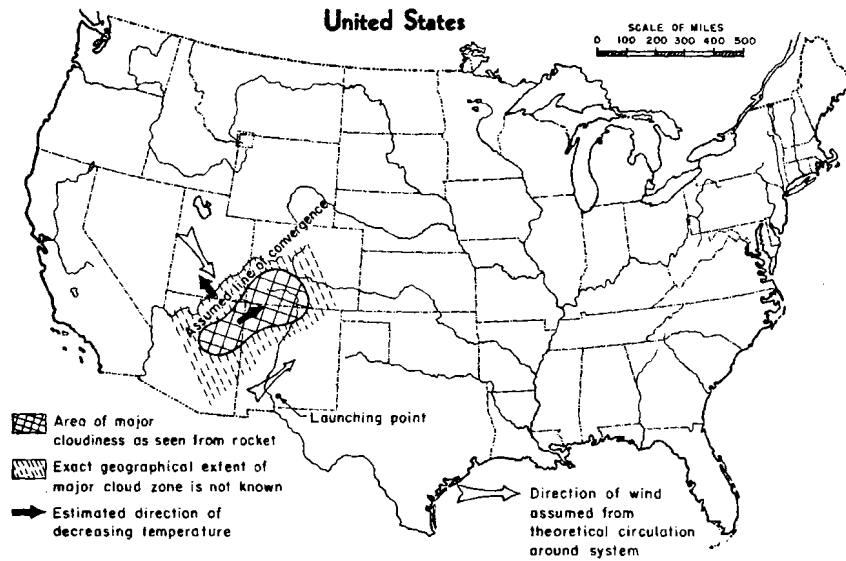 United States
SCALE OF MILES
0 100 200 300 400 500
Assumed line of convergence
Launching point
Area of major
cloudiness as seen from rocket
Exact geographical extent of
major cloud zone is not known
Estimated direction of
decreasing temperature
Direction of wind
assumed from
theoretical circulation
around system